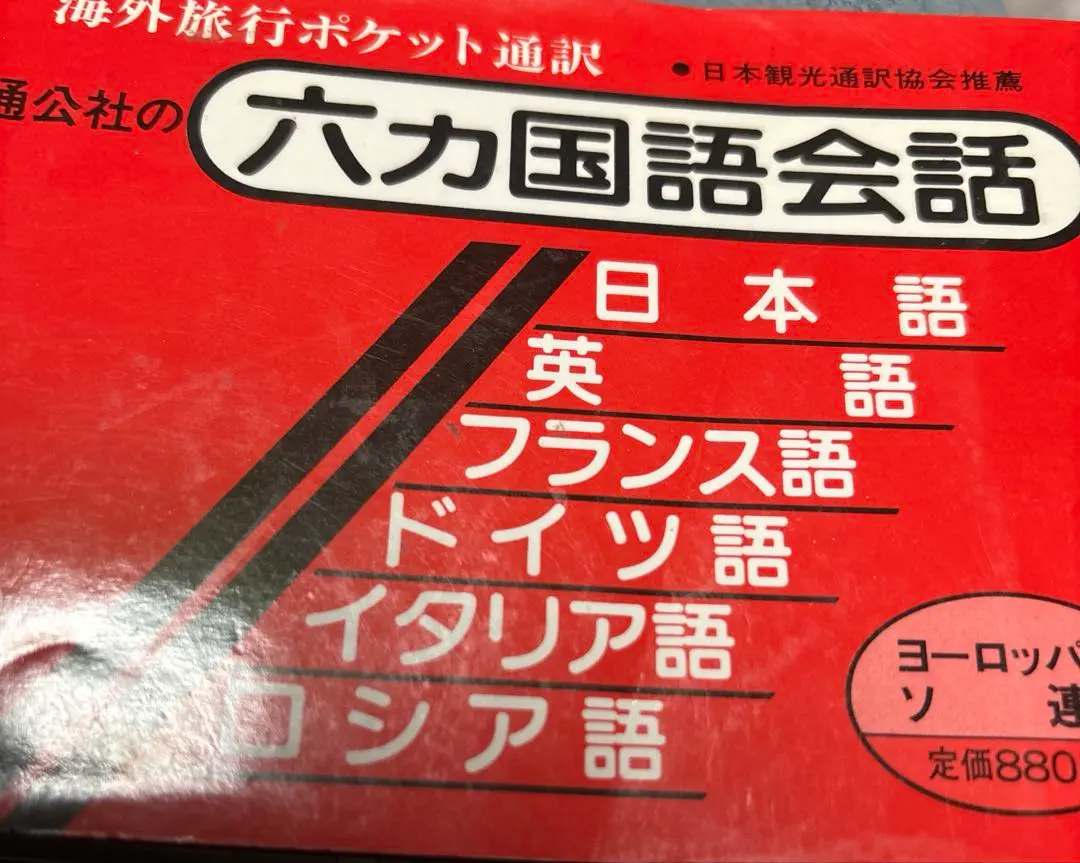 海外旅行ポケット通訳
●日本観光通訳協会推薦
通公社の
六カ国語会話
日本語
英語
フランス語
ドイツ語
イタリア語
ロシア語
ヨーロッパ
ソ連
定価880